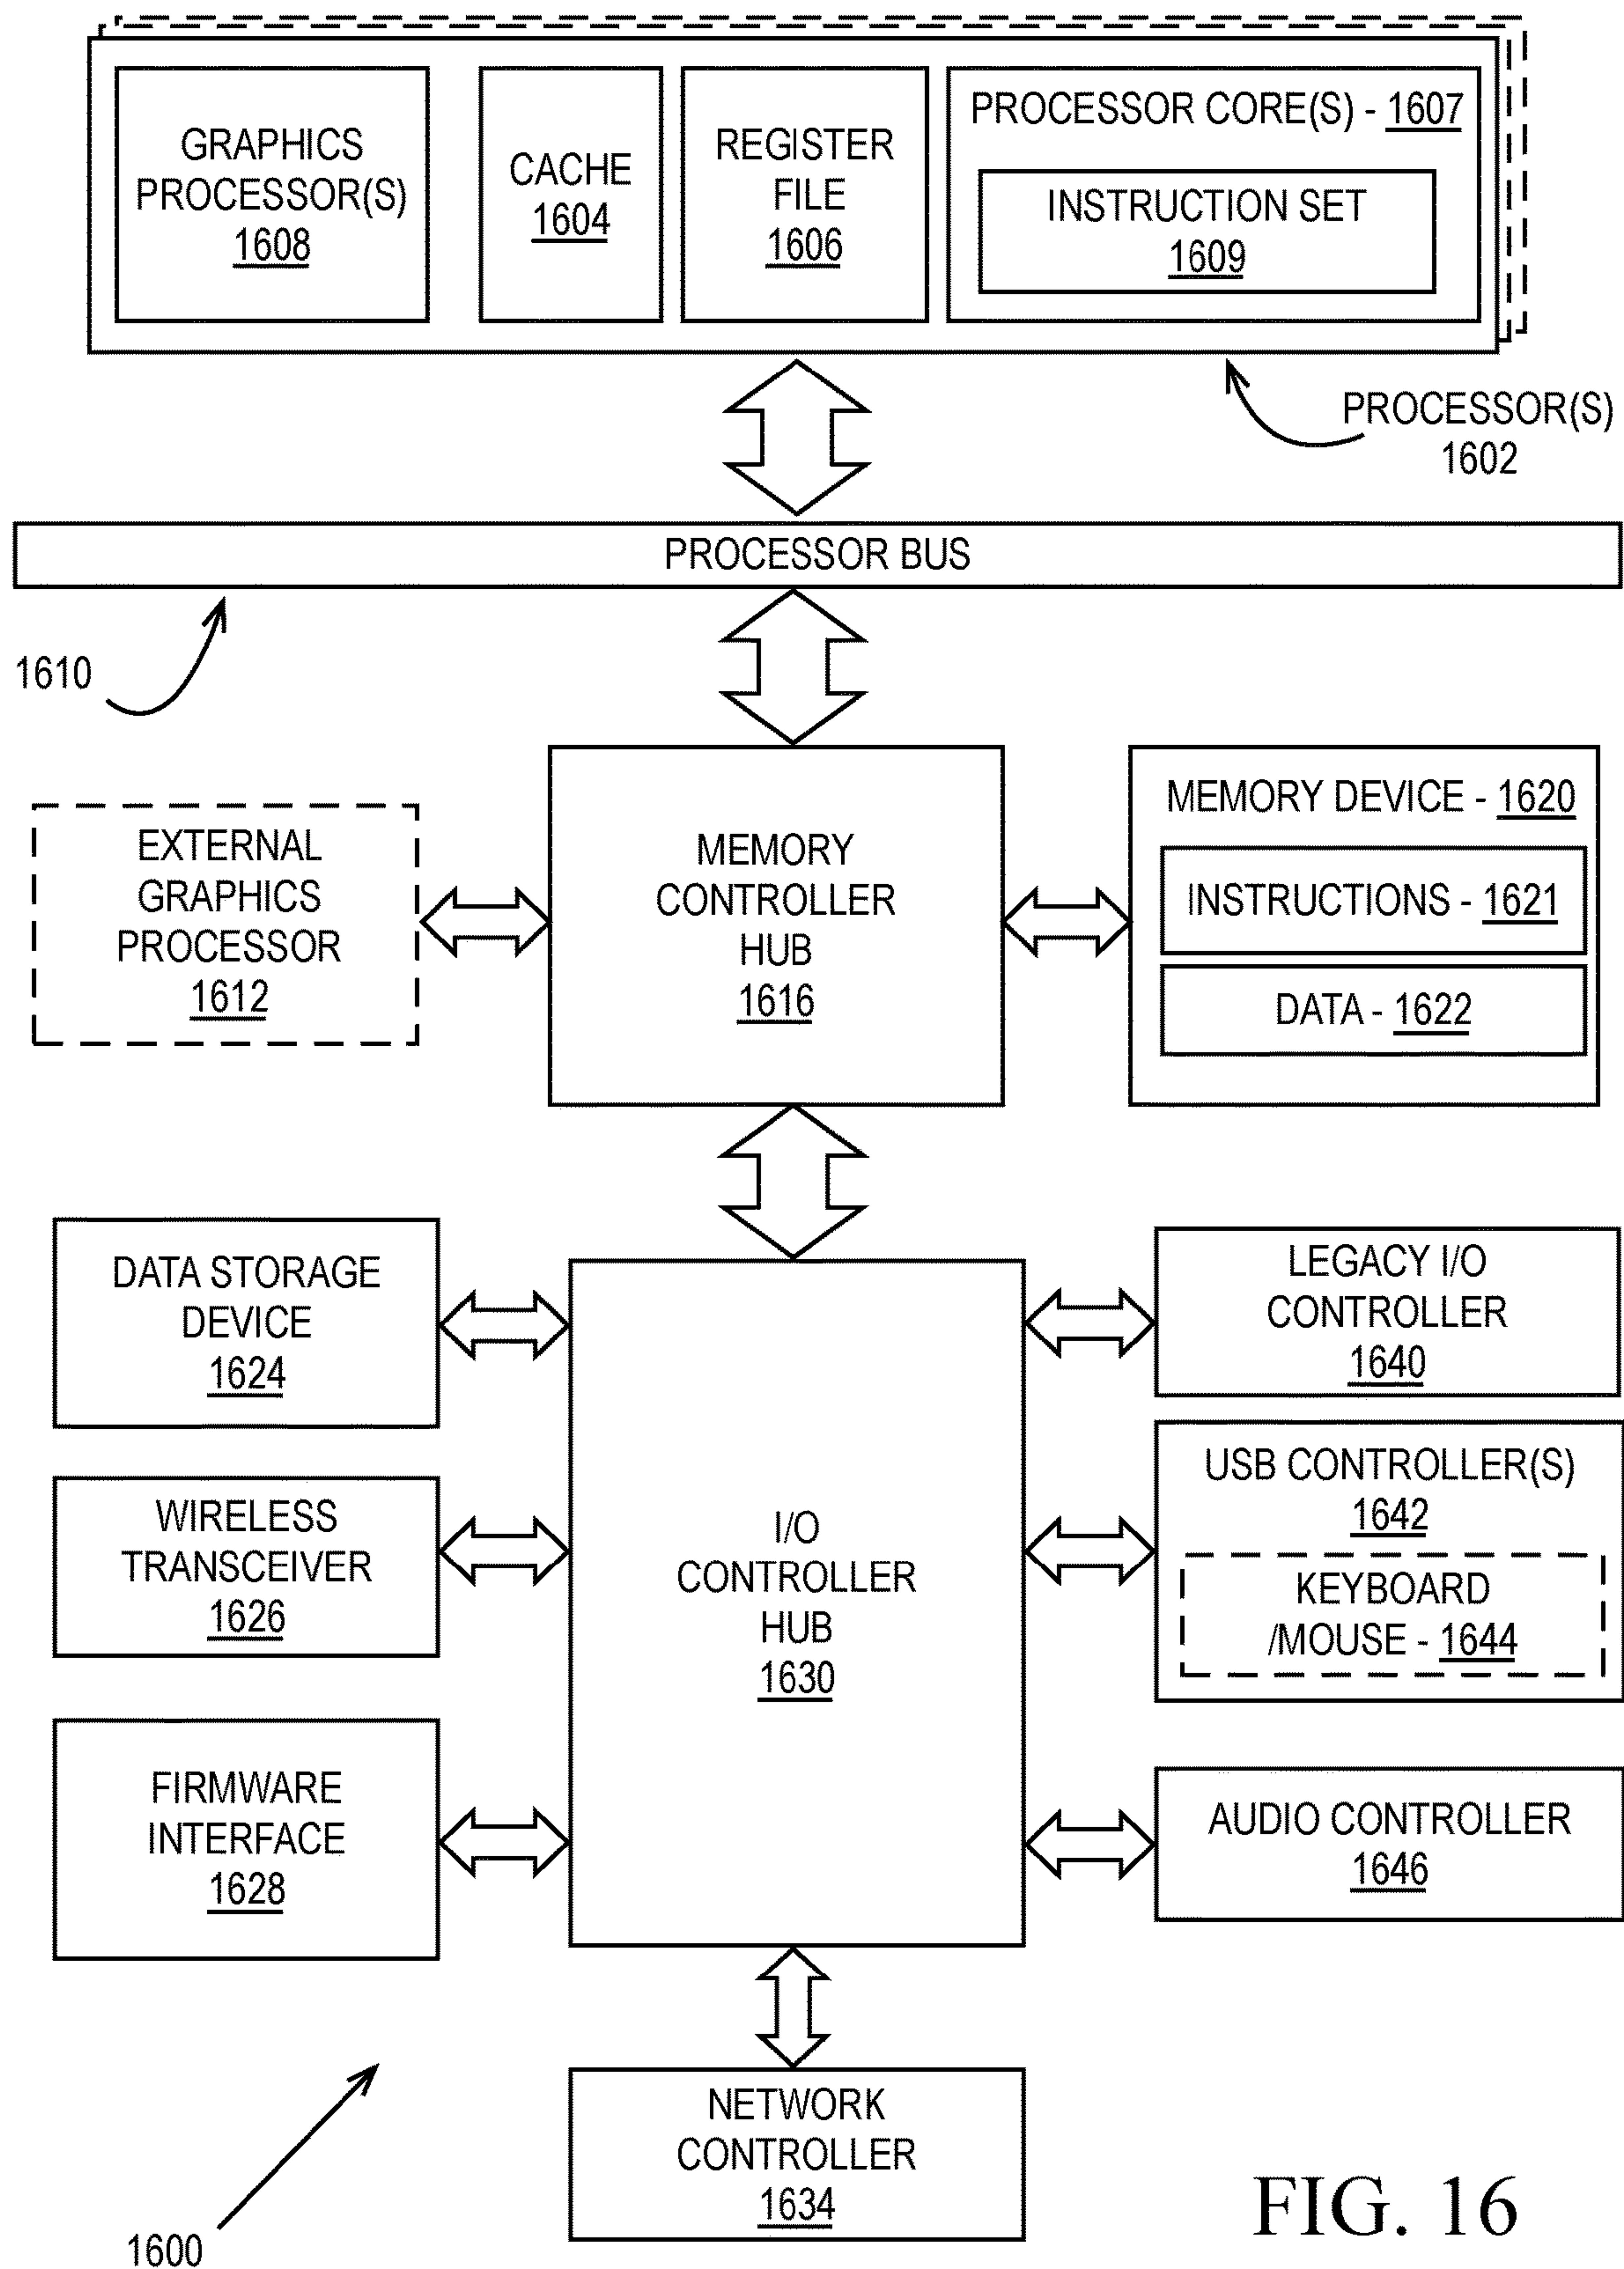 GRAPHICS
PROCESSOR(S)
1608
CACHE
1604
REGISTER
FILE
1606
PROCESSOR CORE(S) - 1607
INSTRUCTION SET
1609
PROCESSOR(S)
1602
PROCESSOR BUS
1610
EXTERNAL
GRAPHICS
PROCESSOR
1612
MEMORY
CONTROLLER
HUB
1616
MEMORY DEVICE - 1620
INSTRUCTIONS - 1621
DATA - 1622
DATA STORAGE
DEVICE
1624
WIRELESS
TRANSCEIVER
1626
FIRMWARE
INTERFACE
1628
I/O
CONTROLLER
HUB
1630
LEGACY I/O
CONTROLLER
1640
USB CONTROLLER(S)
1642
KEYBOARD
/MOUSE - 1644
AUDIO CONTROLLER
1646
NETWORK
CONTROLLER
1634
1600
FIG. 16